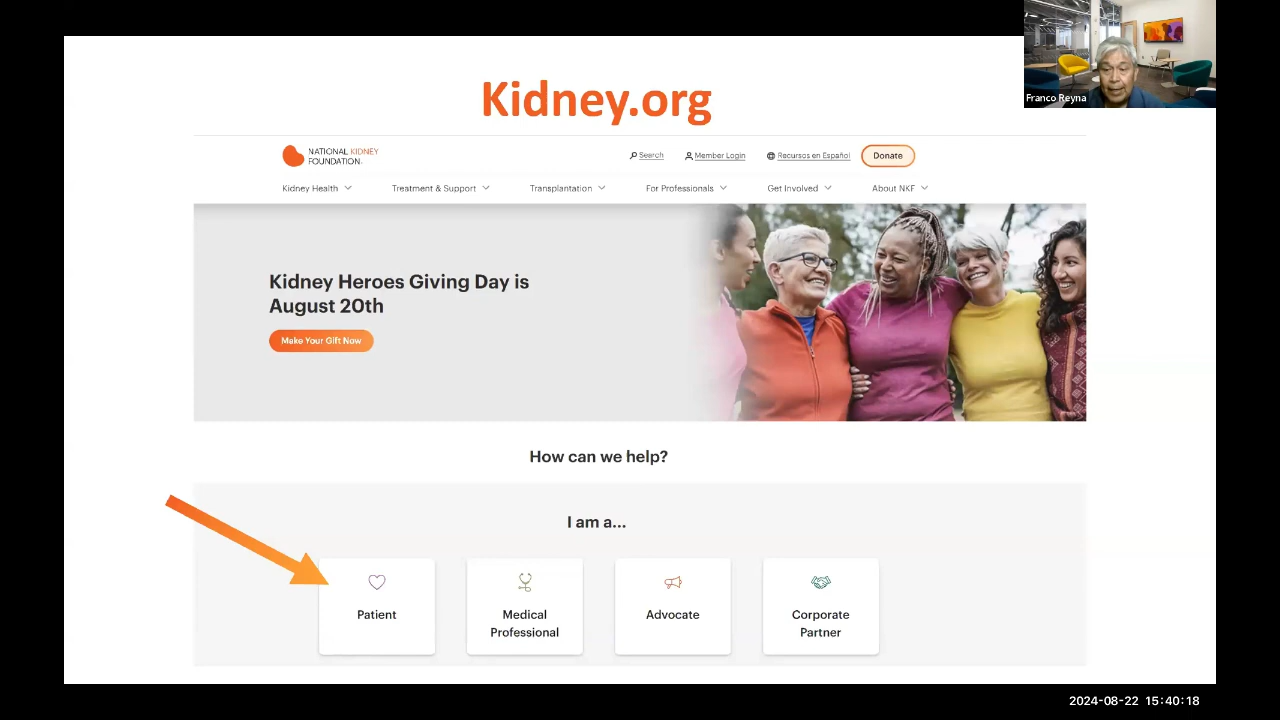 Kidney.org
Franco Reyna
NATIONAL KIDNEY
FOUNDATION.
Search
Member Login
Recursos en Español
Donate
Kidney Health
Treatment & Support
Transplantation
For Professionals
Get Involved
About NKF
Kidney Heroes Giving Day is
August 20th
Make Your Gift Now
How can we help?
I am a...
Patient
Medical
Professional
Advocate
Corporate
Partner
2024-08-22 15:40:18